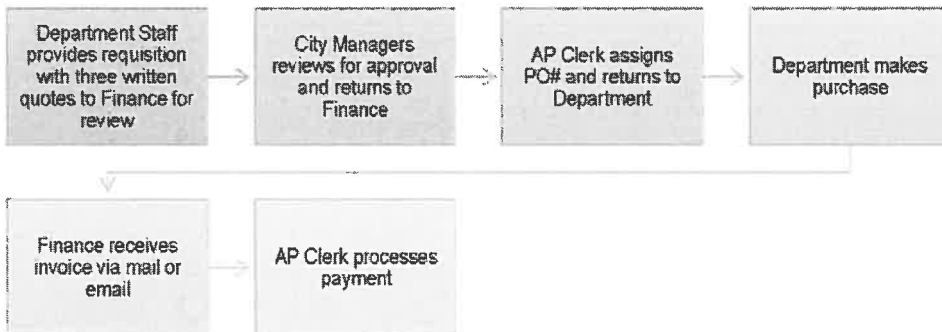 Department Staff
provides requisition
with three written
quotes to Finance for
review
City Managers
reviews for approval
and returns to
Finance
AP Clerk assigns
PO# and returns to
Department
Department makes
purchase
Finance receives
invoice via mail or
email
AP Clerk processes
payment